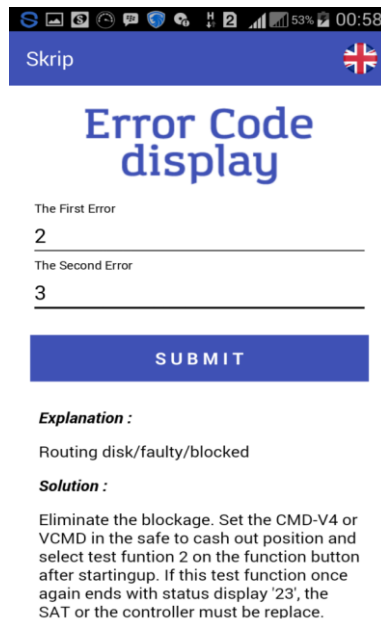 2 53% 00:58
Skrip
Error Code
display
The First Error
2
The Second Error
3
SUBMIT
Explanation :
Routing disk/faulty/blocked
Solution :
Eliminate the blockage. Set the CMD-V4 or
VCMD in the safe to cash out position and
select test funtion 2 on the function button
after startingup. If this test function once
again ends with status display '23', the
SAT or the controller must be replace.